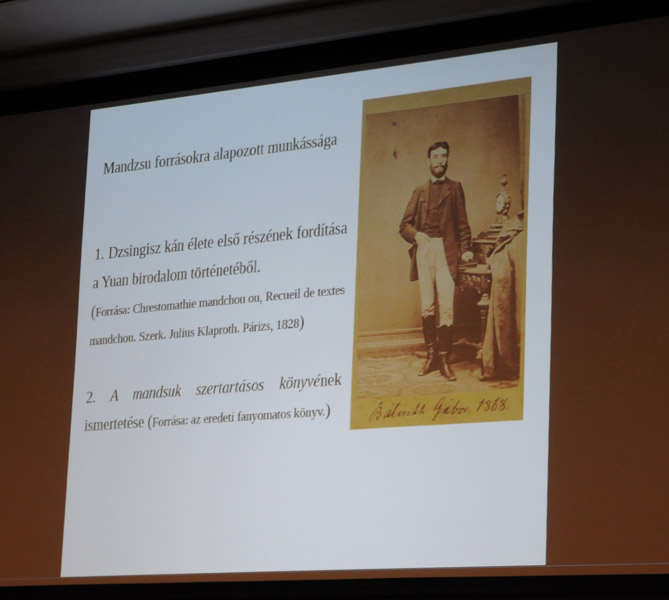 Mandzsu forrásokra alapozott munkássága
1. Dzsingisz kán élete első részének fordítása
a Yuan birodalom történetéből.
(Forrása: Chrestomathie mandchou ou, Recueil de textes
mandchou. Szerk. Julius Klaproth. Párizs, 1828)
2. A mandsuk szertartásos könyvének
ismertetése (Forrása: az eredeti fanyomatos könyv.)
Gábor 1868.